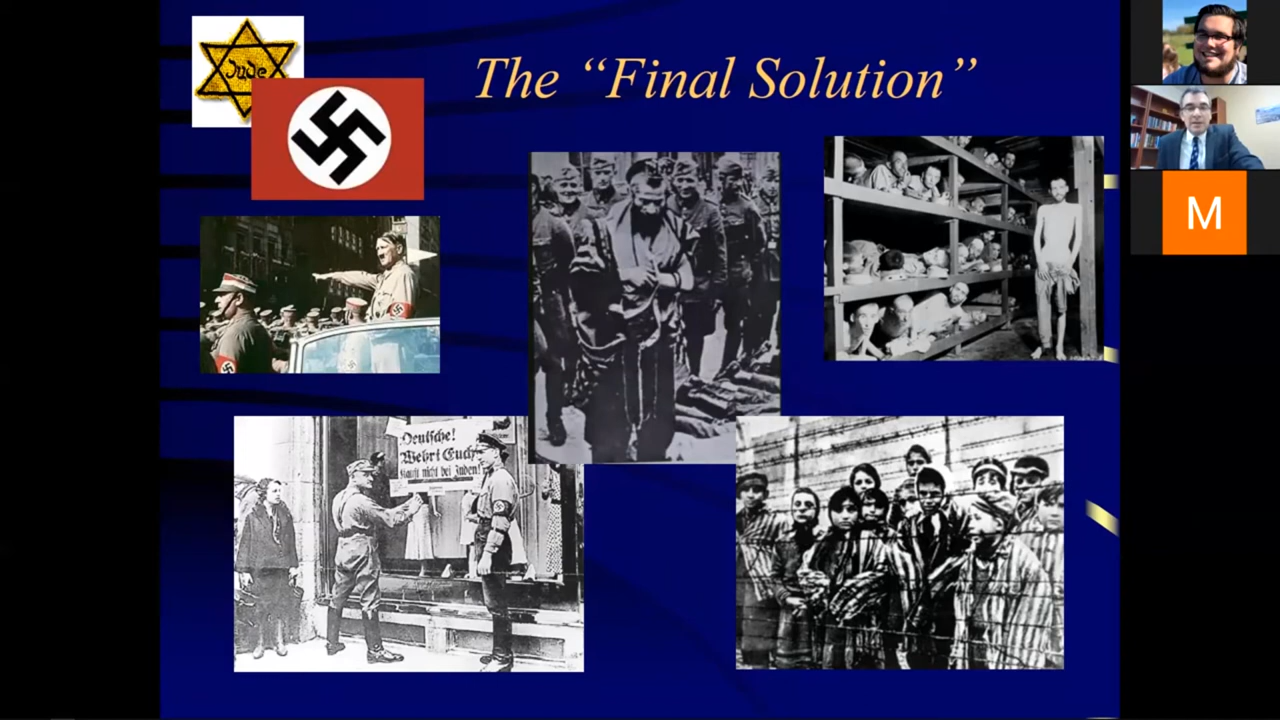 Jude
The “Final Solution”
M
Deutsche!
Wehrt Euch!
Kauft nicht bei Juden!